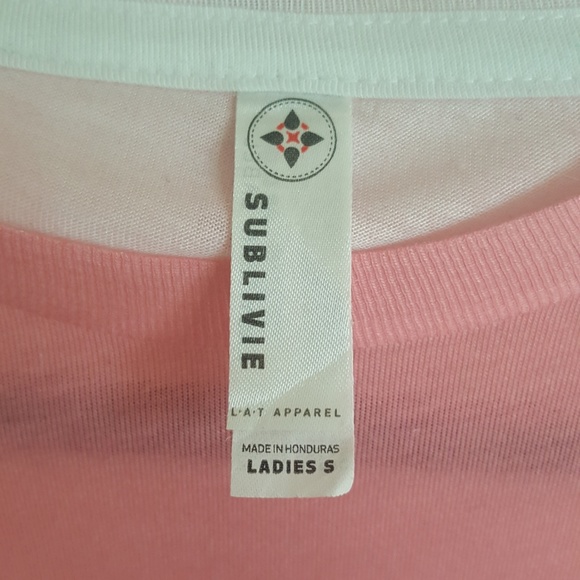 SUBLIVIE
L·A·T APPAREL
MADE IN HONDURAS
LADIES S